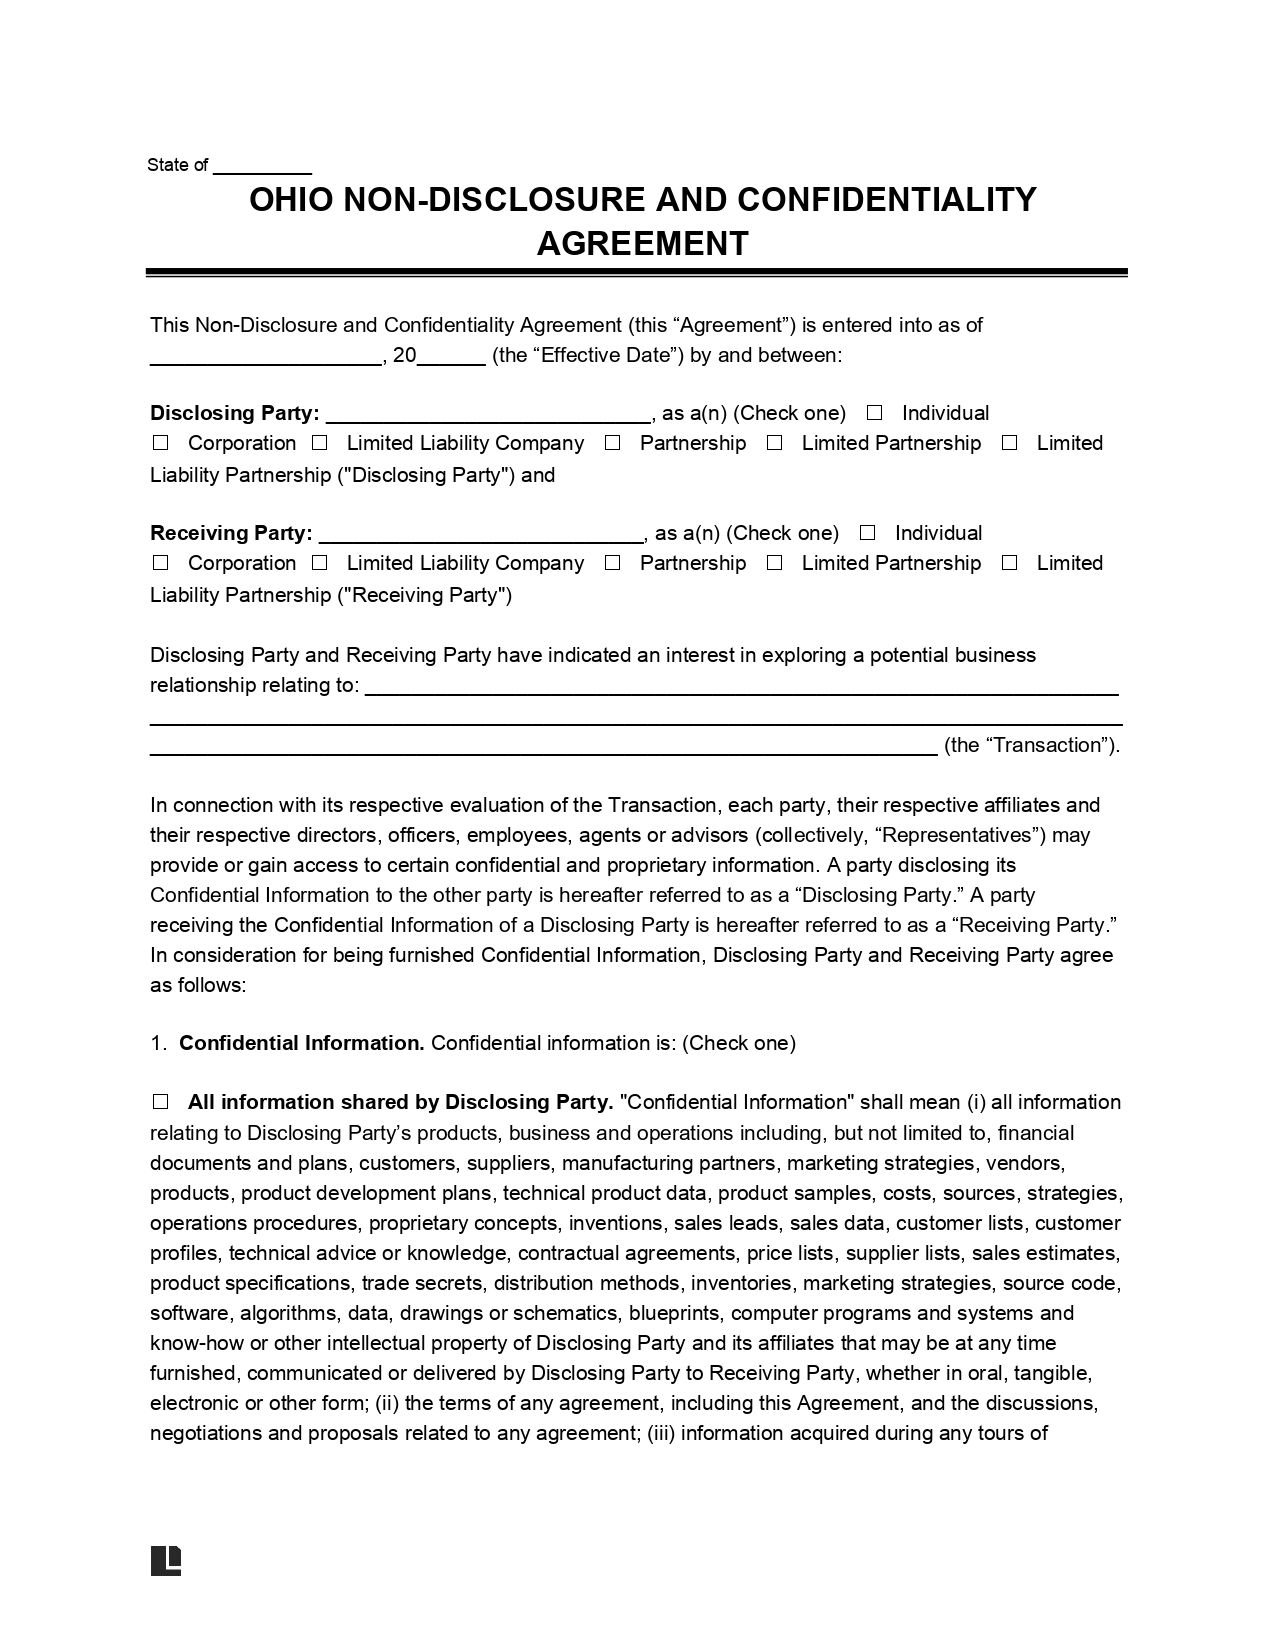 State of __________
OHIO NON-DISCLOSURE AND CONFIDENTIALITY
AGREEMENT
This Non-Disclosure and Confidentiality Agreement (this “Agreement”) is entered into as of
____________________, 20______ (the “Effective Date”) by and between:
Disclosing Party: ____________________________, as a(n) (Check one) ☐ Individual
☐ Corporation ☐ Limited Liability Company ☐ Partnership ☐ Limited Partnership ☐ Limited
Liability Partnership ("Disclosing Party") and
Receiving Party: ____________________________, as a(n) (Check one) ☐ Individual
☐ Corporation ☐ Limited Liability Company ☐ Partnership ☐ Limited Partnership ☐ Limited
Liability Partnership ("Receiving Party")
Disclosing Party and Receiving Party have indicated an interest in exploring a potential business
relationship relating to: _________________________________________________________________
____________________________________________________________________________________
____________________________________________________________________ (the “Transaction”).
In connection with its respective evaluation of the Transaction, each party, their respective affiliates and
their respective directors, officers, employees, agents or advisors (collectively, “Representatives”) may
provide or gain access to certain confidential and proprietary information. A party disclosing its
Confidential Information to the other party is hereafter referred to as a “Disclosing Party.” A party
receiving the Confidential Information of a Disclosing Party is hereafter referred to as a “Receiving Party.”
In consideration for being furnished Confidential Information, Disclosing Party and Receiving Party agree
as follows:
1. Confidential Information. Confidential information is: (Check one)
☐ All information shared by Disclosing Party. "Confidential Information" shall mean (i) all information
relating to Disclosing Party’s products, business and operations including, but not limited to, financial
documents and plans, customers, suppliers, manufacturing partners, marketing strategies, vendors,
products, product development plans, technical product data, product samples, costs, sources, strategies,
operations procedures, proprietary concepts, inventions, sales leads, sales data, customer lists, customer
profiles, technical advice or knowledge, contractual agreements, price lists, supplier lists, sales estimates,
product specifications, trade secrets, distribution methods, inventories, marketing strategies, source code,
software, algorithms, data, drawings or schematics, blueprints, computer programs and systems and
know-how or other intellectual property of Disclosing Party and its affiliates that may be at any time
furnished, communicated or delivered by Disclosing Party to Receiving Party, whether in oral, tangible,
electronic or other form; (ii) the terms of any agreement, including this Agreement, and the discussions,
negotiations and proposals related to any agreement; (iii) information acquired during any tours of